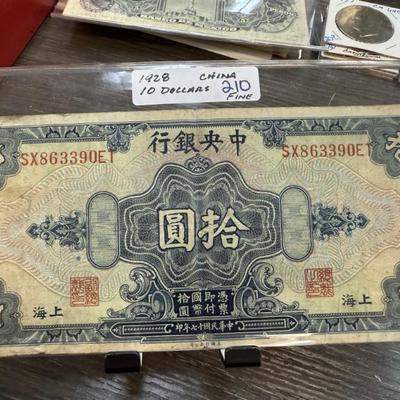 1928 CHINA
10 DOLLARS 210
FINE
中央銀行
SX863390ET
SX863390ET
拾圓
憑票即付國幣拾圓
上海
上海
中華民國十七年印